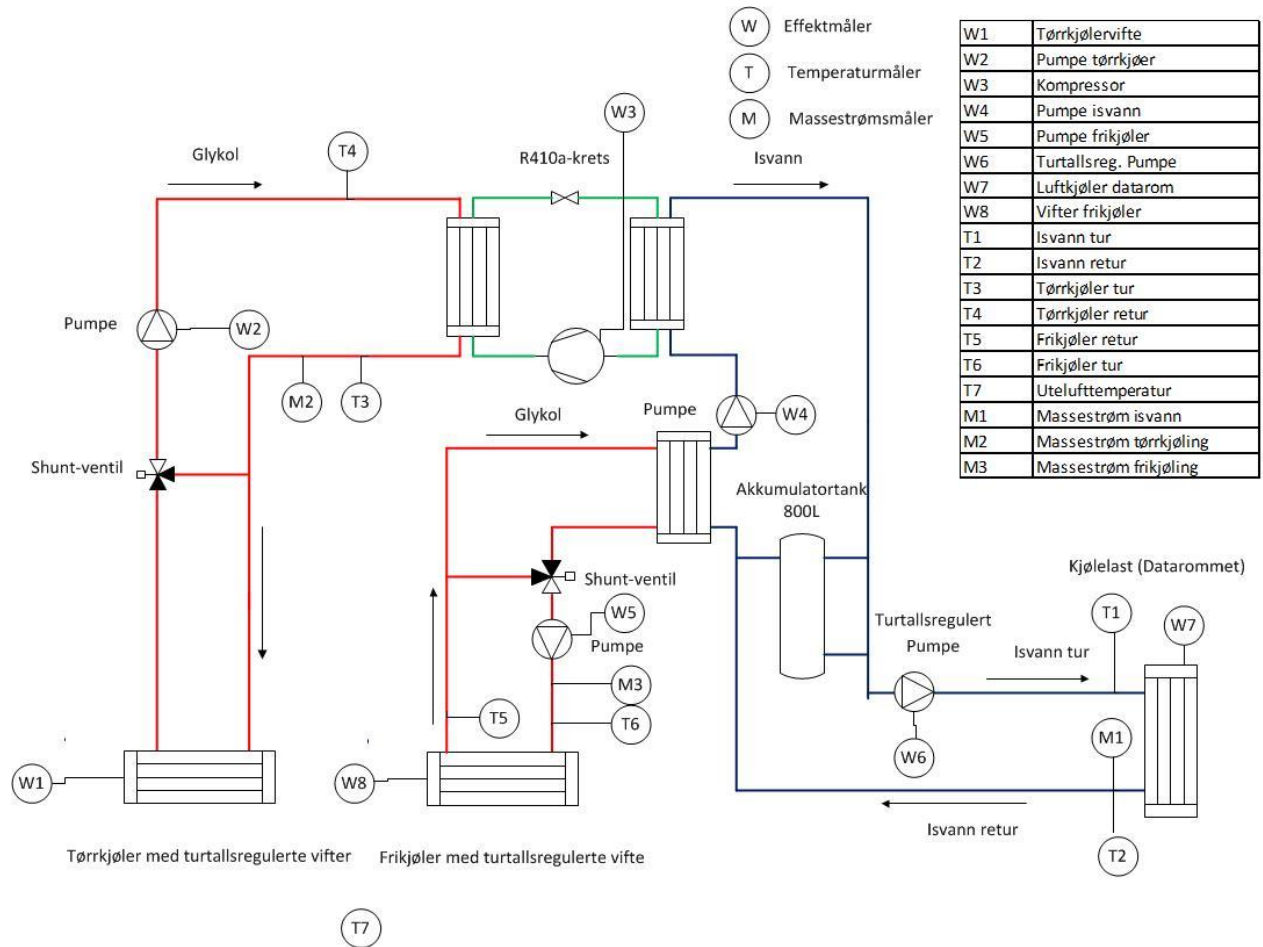 W Effektmåler
T Temperaturmåler
M Massestrømsmåler
W1 Tørrkjølervifte
W2 Pumpe tørrkjøer
W3 Kompressor
W4 Pumpe isvann
W5 Pumpe frikjøler
W6 Turtallsreg. Pumpe
W7 Luftkjøler datarom
W8 Vifter frikjøler
T1 Isvann tur
T2 Isvann retur
T3 Tørrkjøler tur
T4 Tørrkjøler retur
T5 Frikjøler retur
T6 Frikjøler tur
T7 Utelufttemperatur
M1 Massestrøm isvann
M2 Massestrøm tørrkjøling
M3 Massestrøm frikjøling
W3
T4
Glykol
R410a-krets
Isvann
Pumpe
W2
M2
T3
Glykol
Pumpe
W4
Shunt-ventil
Akkumulatortank
800L
Shunt-ventil
W5
Pumpe
M3
T5
T6
Kjølelast (Datarommet)
T1
W7
Turtallsregulert
Pumpe
Isvann tur
M1
W6
W1
W8
Isvann retur
T2
Tørrkjøler med turtallsregulerte vifter
Frikjøler med turtallsregulerte vifte
T7